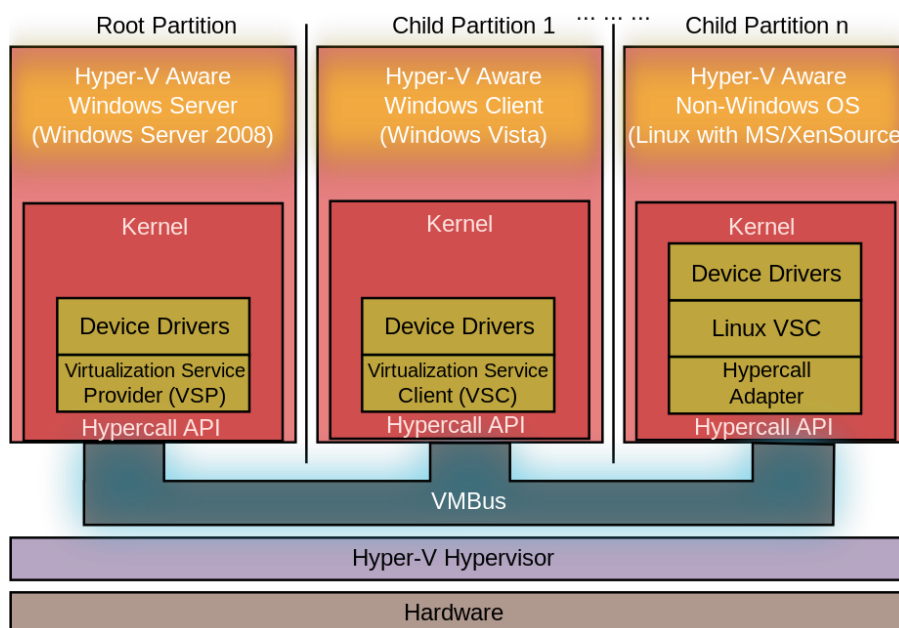 Root Partition
Child Partition 1
... ... ...
Child Partition n
Hyper-V Aware
Windows Server
(Windows Server 2008)
Kernel
Device Drivers
Virtualization Service
Provider (VSP)
Hypercall API
Hyper-V Aware
Windows Client
(Windows Vista)
Kernel
Device Drivers
Virtualization Service
Client (VSC)
Hypercall API
Hyper-V Aware
Non-Windows OS
(Linux with MS/XenSource
Kernel
Device Drivers
Linux VSC
Hypercall
Adapter
Hypercall API
VMBus
Hyper-V Hypervisor
Hardware